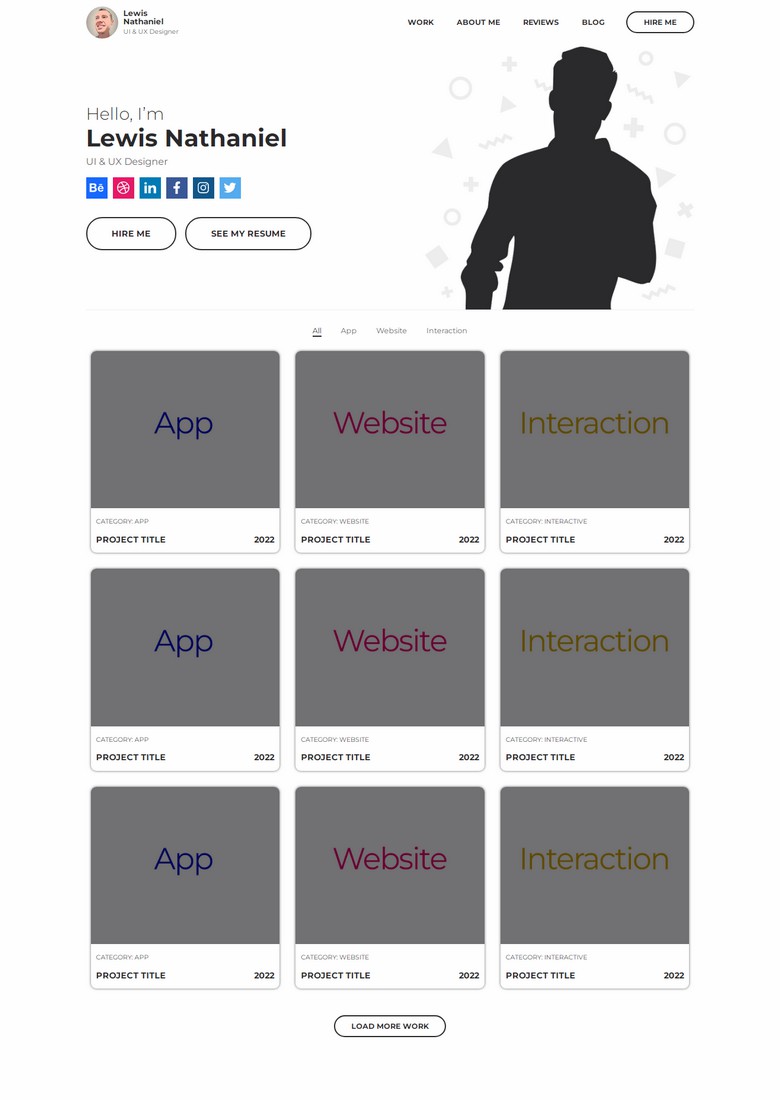 Lewis
Nathaniel
UI & UX Designer
WORK ABOUT ME REVIEWS BLOG HIRE ME
Hello, I'm
Lewis Nathaniel
UI & UX Designer
Bē in f
HIRE ME SEE MY RESUME
All App Website Interaction
App Website Interaction
CATEGORY: APP CATEGORY: WEBSITE CATEGORY: INTERACTIVE
PROJECT TITLE 2022 PROJECT TITLE 2022 PROJECT TITLE 2022
App Website Interaction
CATEGORY: APP CATEGORY: WEBSITE CATEGORY: INTERACTIVE
PROJECT TITLE 2022 PROJECT TITLE 2022 PROJECT TITLE 2022
App Website Interaction
CATEGORY: APP CATEGORY: WEBSITE CATEGORY: INTERACTIVE
PROJECT TITLE 2022 PROJECT TITLE 2022 PROJECT TITLE 2022
LOAD MORE WORK